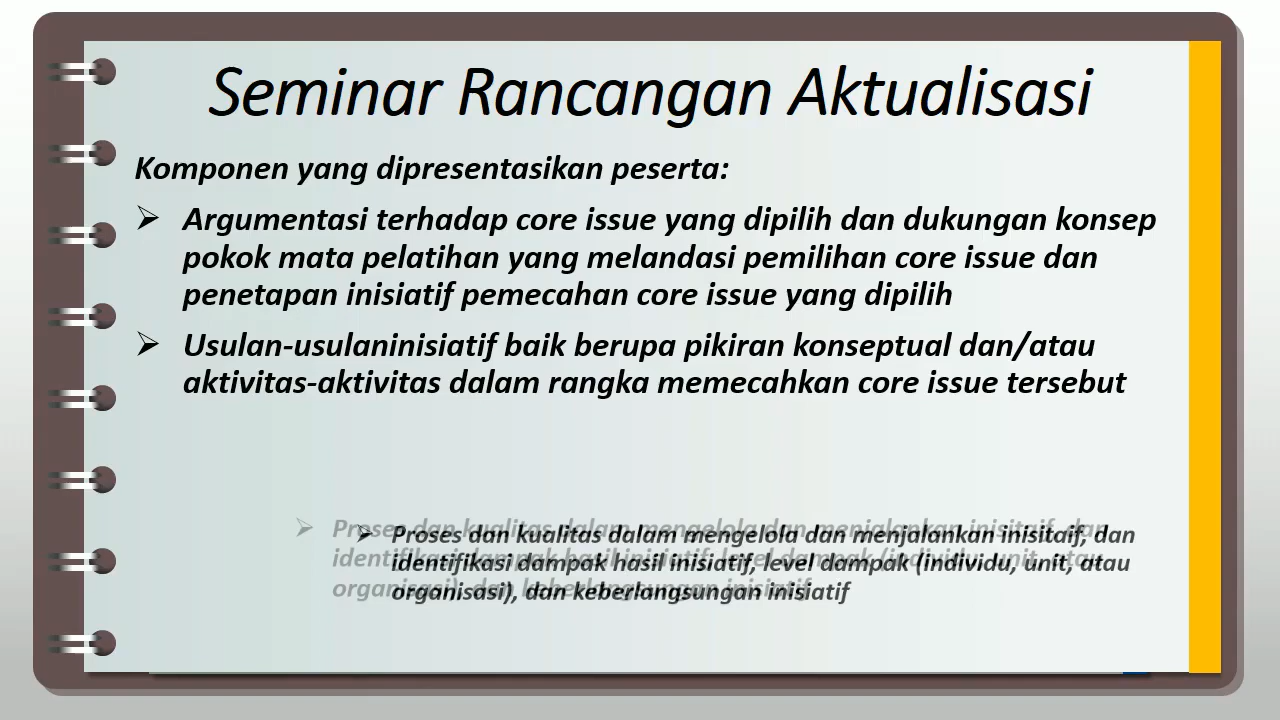 Seminar Rancangan Aktualisasi
Komponen yang dipresentasikan peserta:
Argumentasi terhadap core issue yang dipilih dan dukungan konsep
pokok mata pelatihan yang melandasi pemilihan core issue dan
penetapan inisiatif pemecahan core issue yang dipilih
Usulan-usulaninisiatif baik berupa pikiran konseptual dan/atau
aktivitas-aktivitas dalam rangka memecahkan core issue tersebut
Proses dan kualitas dalam mengelola dan menjalankan inisitaif, dan
identifikasi dampak hasil inisiatif, level dampak (individu, unit, atau
organisasi), dan keberlangsungan inisiatif